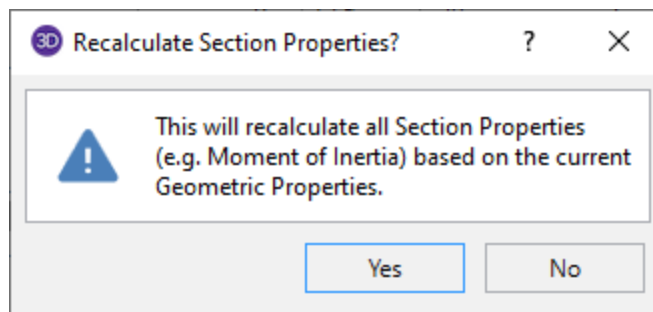 3D Recalculate Section Properties? ? X
This will recalculate all Section Properties
(e.g. Moment of Inertia) based on the current
Geometric Properties.
Yes No